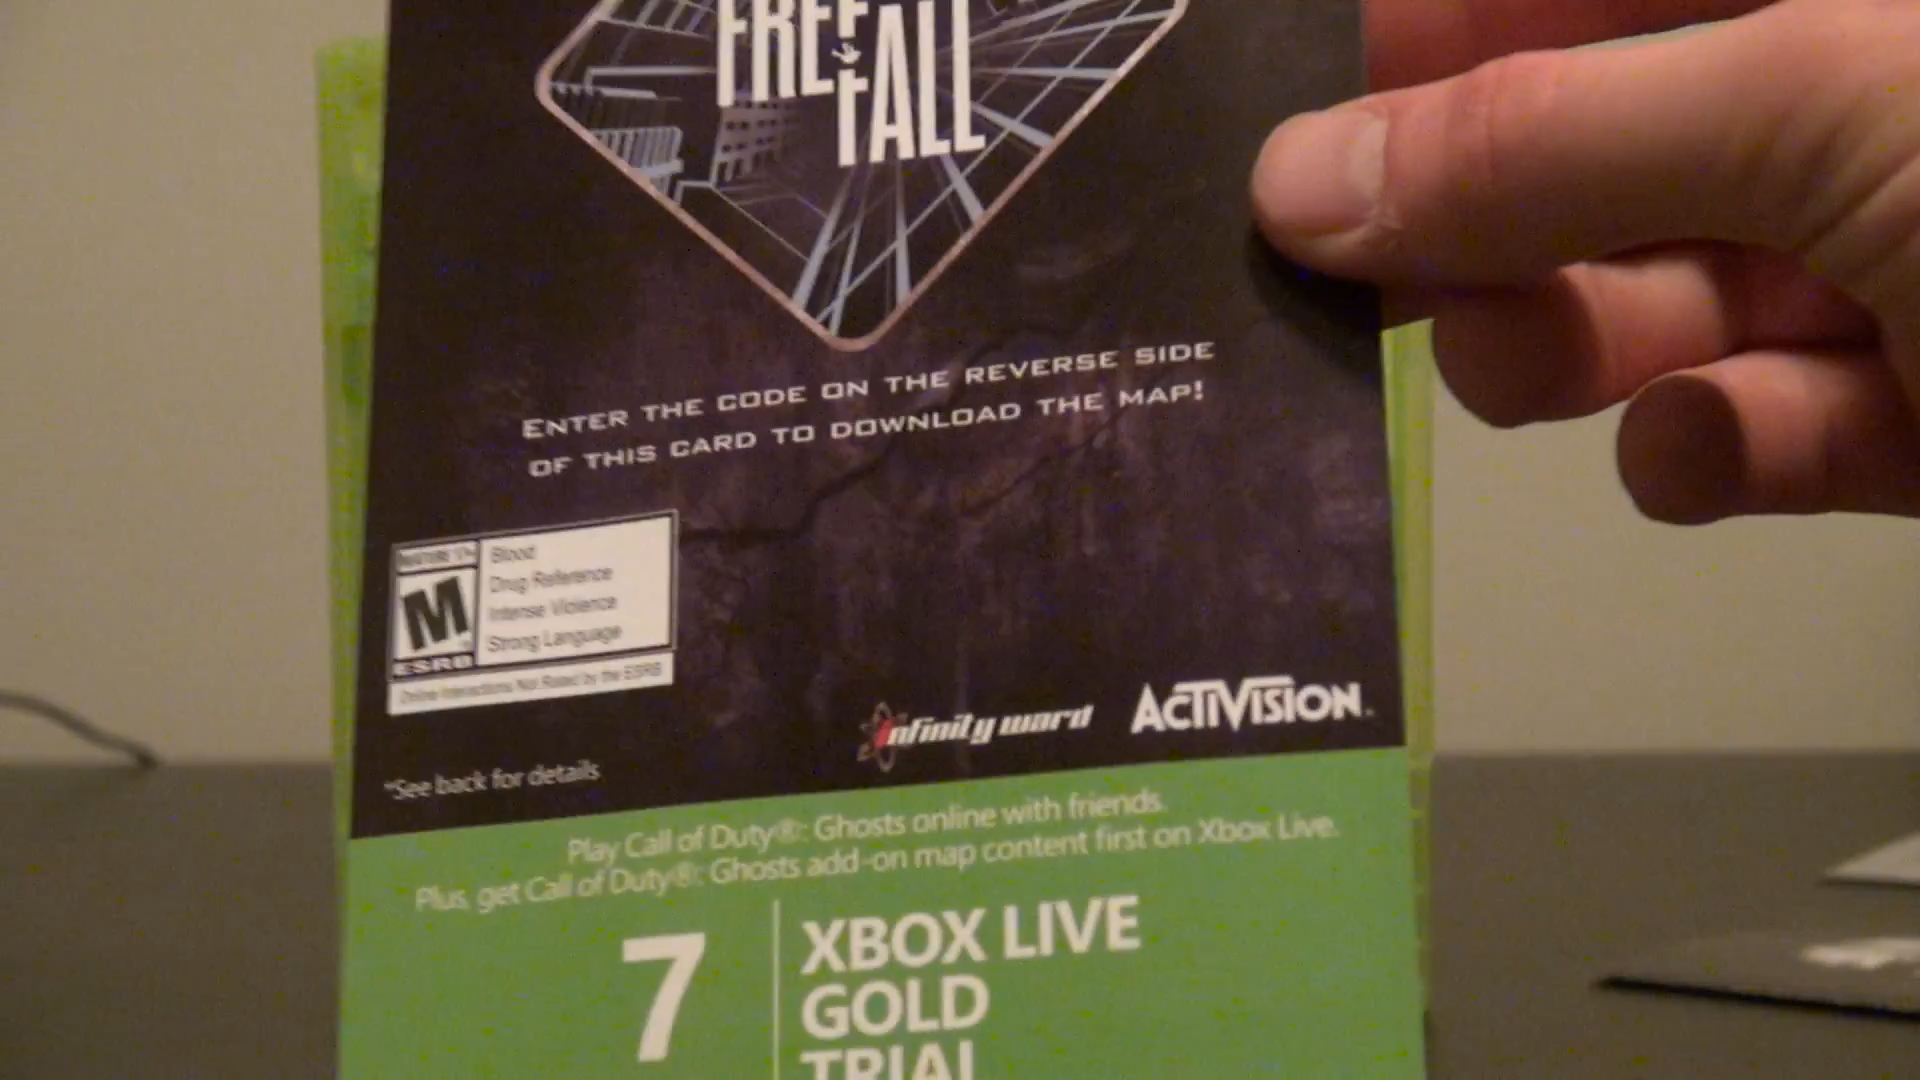 FREE
FALL
ENTER THE CODE ON THE REVERSE SIDE
OF THIS CARD TO DOWNLOAD THE MAP!
MATURE 17+
M
ESRB
Blood
Drug Reference
Intense Violence
Strong Language
Online Interactions Not Rated by the ESRB
infinity ward
ACTIVISION
*See back for details
Play Call of Duty®: Ghosts online with friends.
Plus, get Call of Duty®: Ghosts add-on map content first on Xbox Live.
7
XBOX LIVE
GOLD
TRIAL